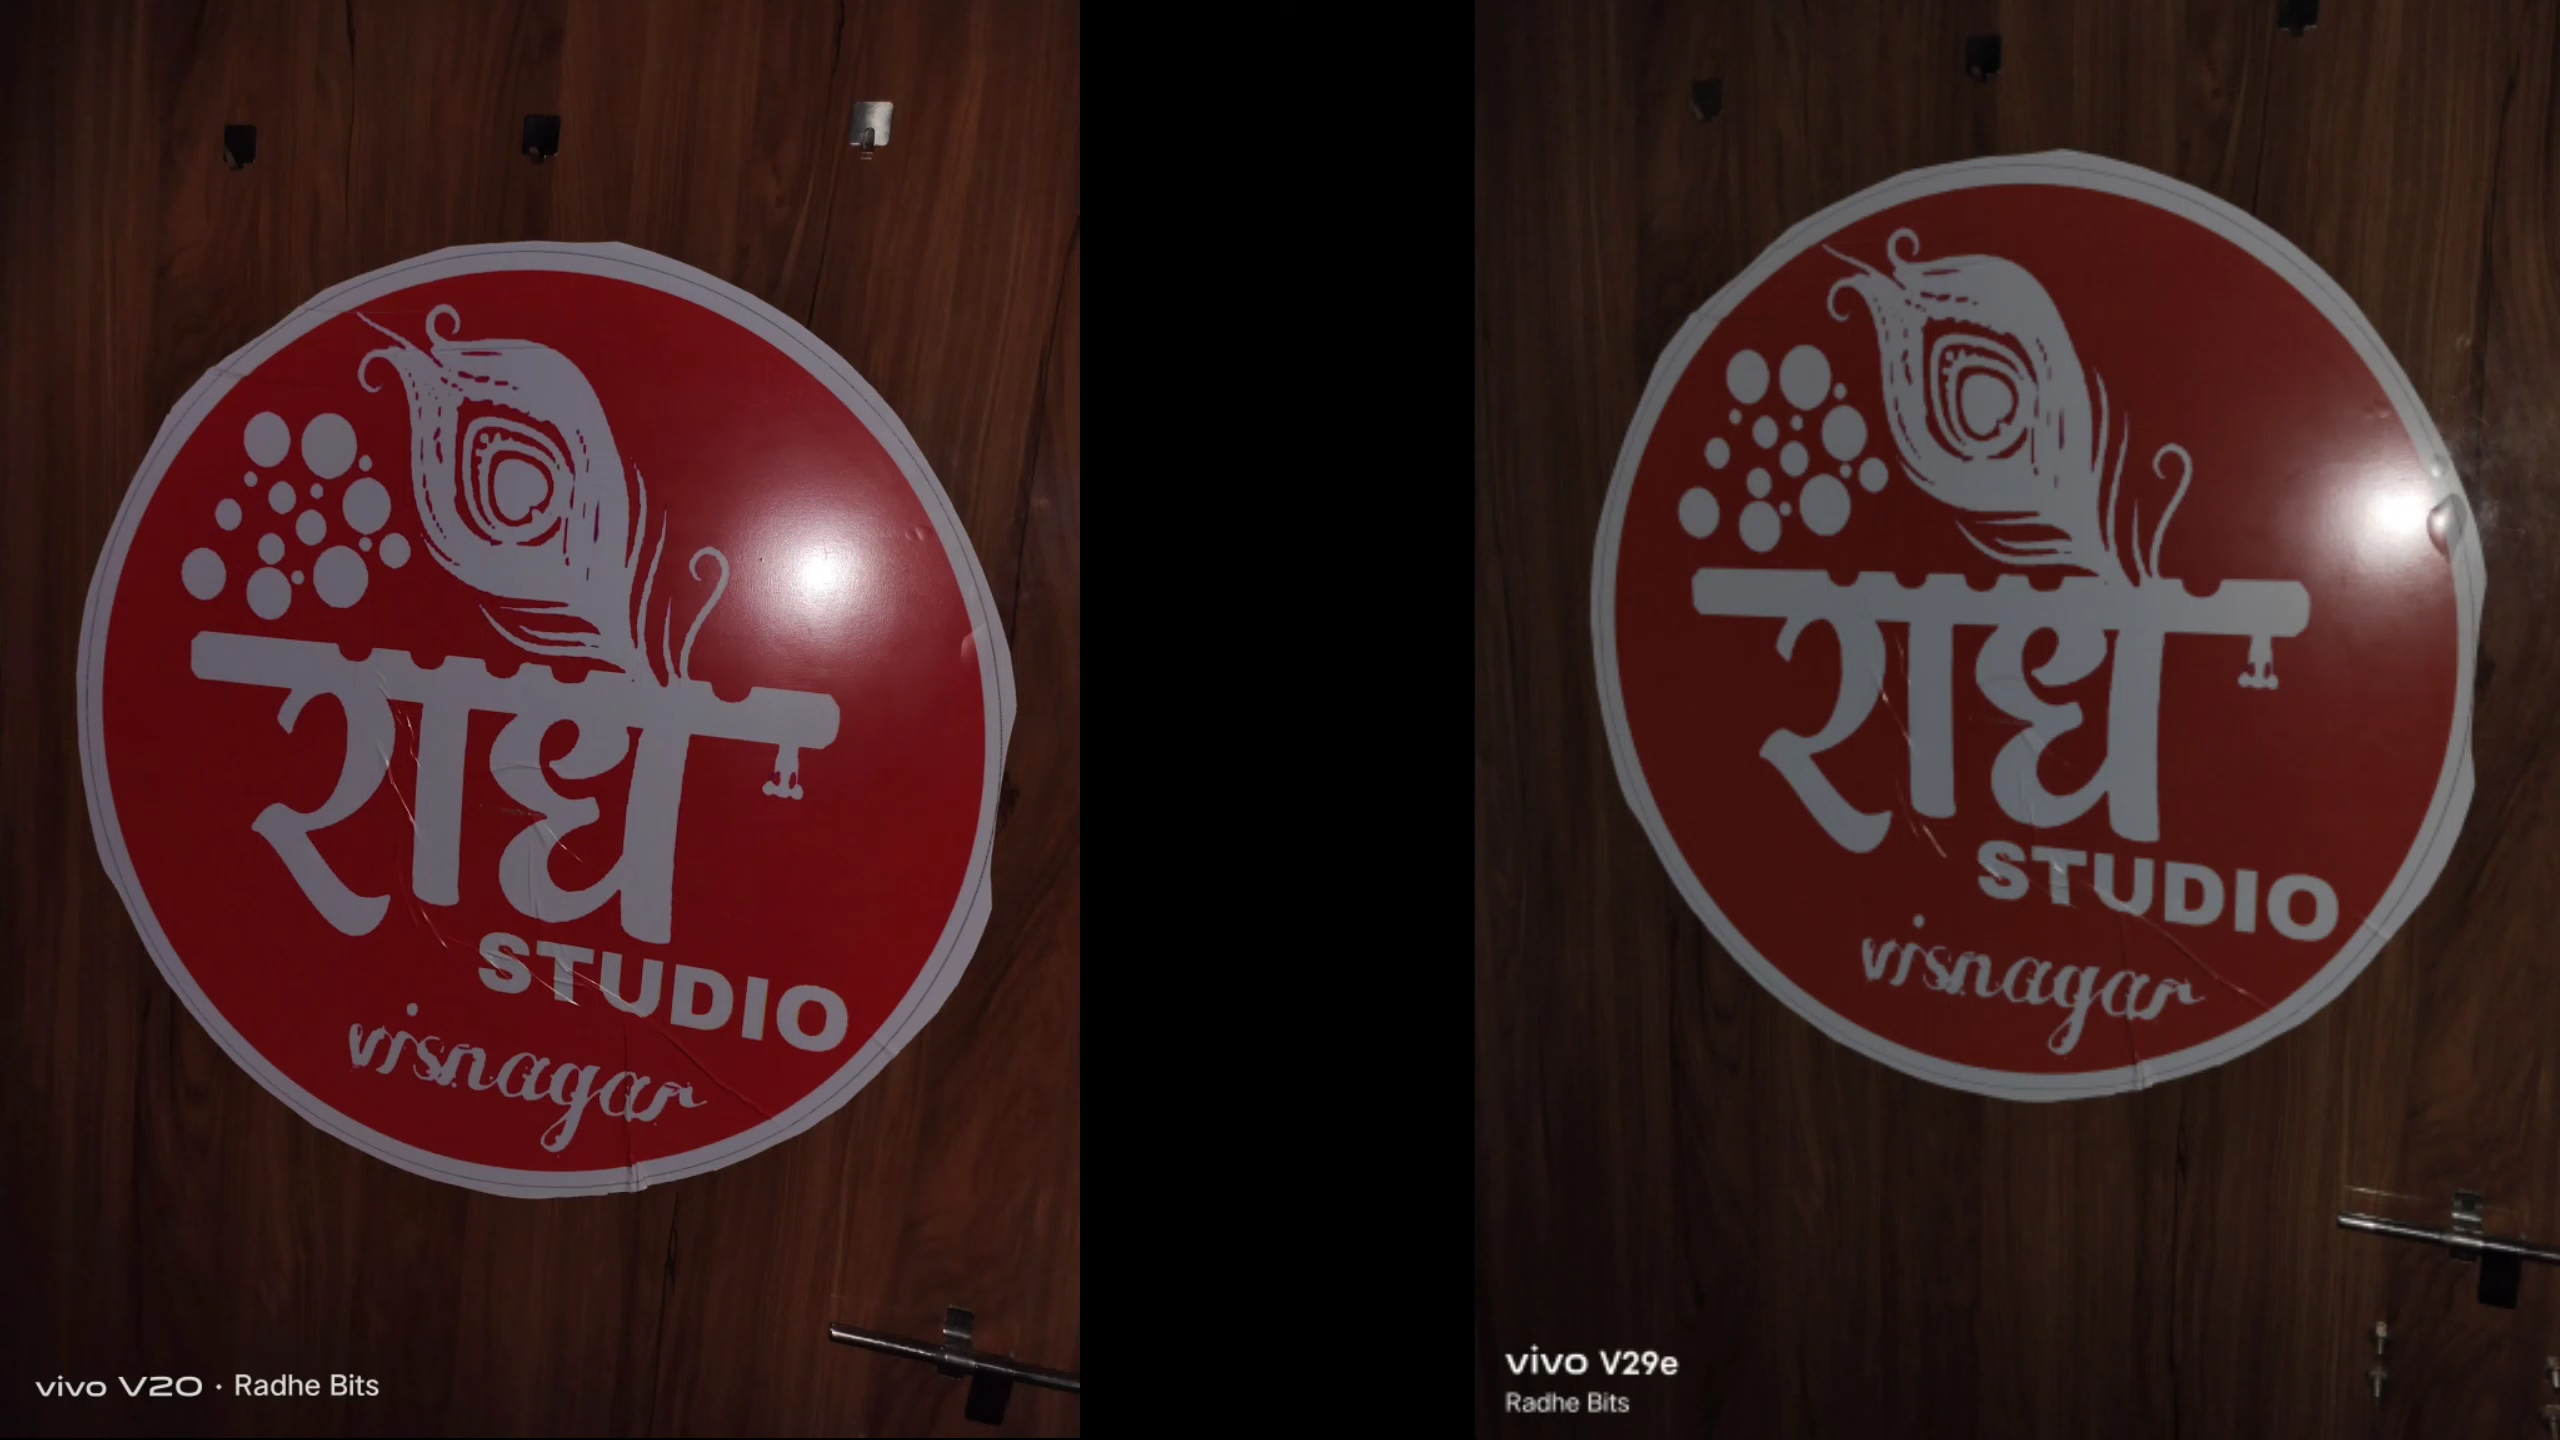 राधे
STUDIO
visnagar
vivo V20 · Radhe Bits
राधे
STUDIO
visnagar
vivo V29e
Radhe Bits